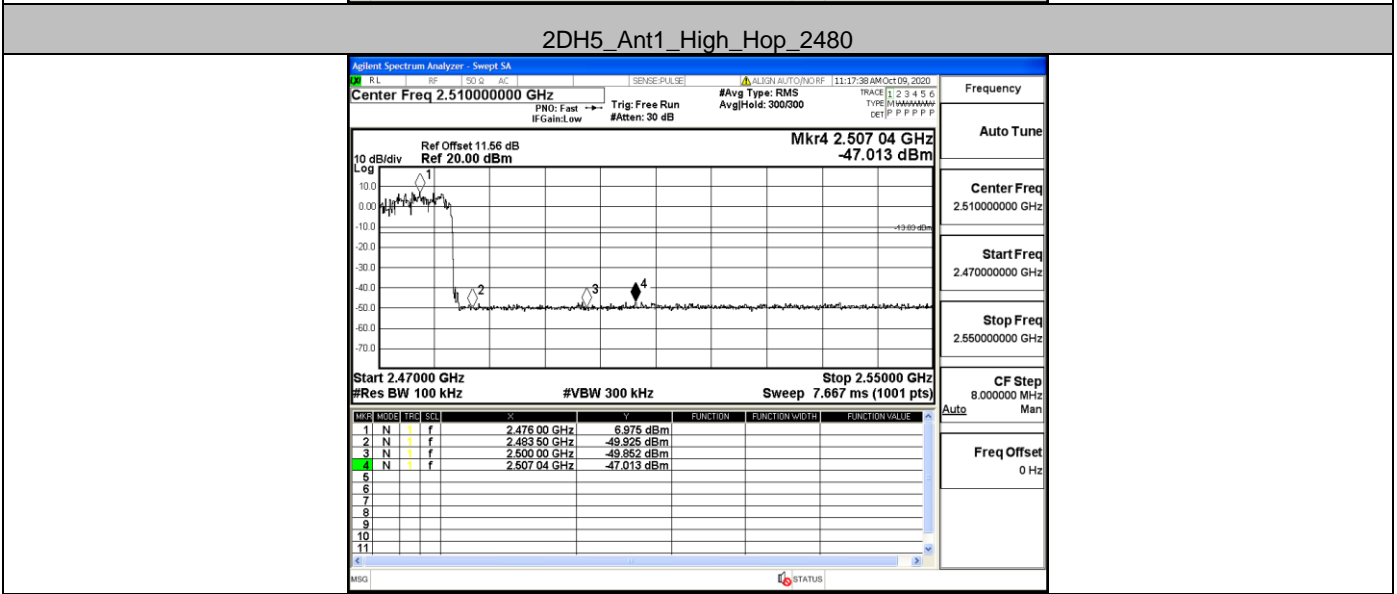 2DH5_Ant1_High_Hop_2480
Agilent Spectrum Analyzer - Swept SA
RL RF 50 Ω AC SENSE:PULSE ALIGN AUTO/NO RF 11:17:38 AM Oct 09, 2020
Center Freq 2.510000000 GHz
PNO: Fast
IFGain:Low
Trig: Free Run
#Atten: 30 dB
#Avg Type: RMS
Avg|Hold: 300/300
TRACE 1 2 3 4 5 6
TYPE M WWWWW
DET P P P P P P
Ref Offset 11.56 dB
10 dB/div Ref 20.00 dBm
Log
Mkr4 2.507 04 GHz
-47.013 dBm
10.0
0.00
-10.0
-20.0
-30.0
-40.0
-50.0
-60.0
-70.0
1
2
3
4
Start 2.47000 GHz Stop 2.55000 GHz
#Res BW 100 kHz #VBW 300 kHz Sweep 7.667 ms (1001 pts)
MKR MODE TRC SCL X Y FUNCTION FUNCTION WIDTH FUNCTION VALUE
1 N 1 f 2.476 00 GHz 6.975 dBm
2 N 1 f 2.483 50 GHz -49.925 dBm
3 N 1 f 2.500 00 GHz -49.852 dBm
4 N 1 f 2.507 04 GHz -47.013 dBm
5
6
7
8
9
10
11
MSG STATUS
Frequency
Auto Tune
Center Freq
2.510000000 GHz
Start Freq
2.470000000 GHz
Stop Freq
2.550000000 GHz
CF Step
8.000000 MHz
Auto Man
Freq Offset
0 Hz